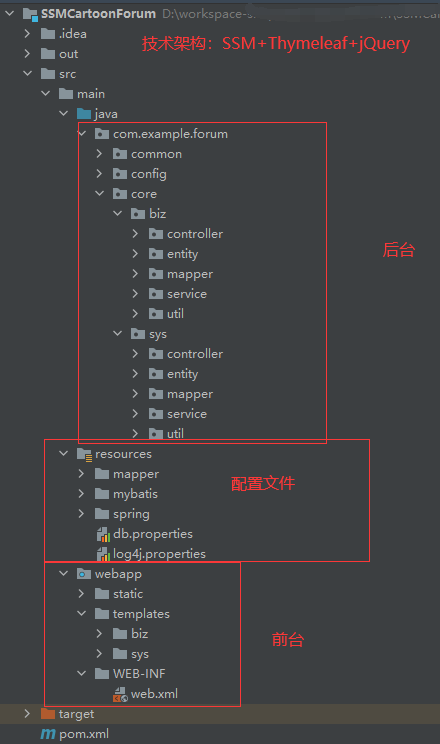 SSMCartoonForum D:\workspace-s
.idea
技术架构：SSM+Thymeleaf+jQuery
out
src
main
java
com.example.forum
common
config
core
biz
controller
后台
entity
mapper
service
util
sys
controller
entity
mapper
service
util
resources
mapper
配置文件
mybatis
spring
db.properties
log4j.properties
webapp
static
templates
biz
前台
sys
WEB-INF
web.xml
target
pom.xml